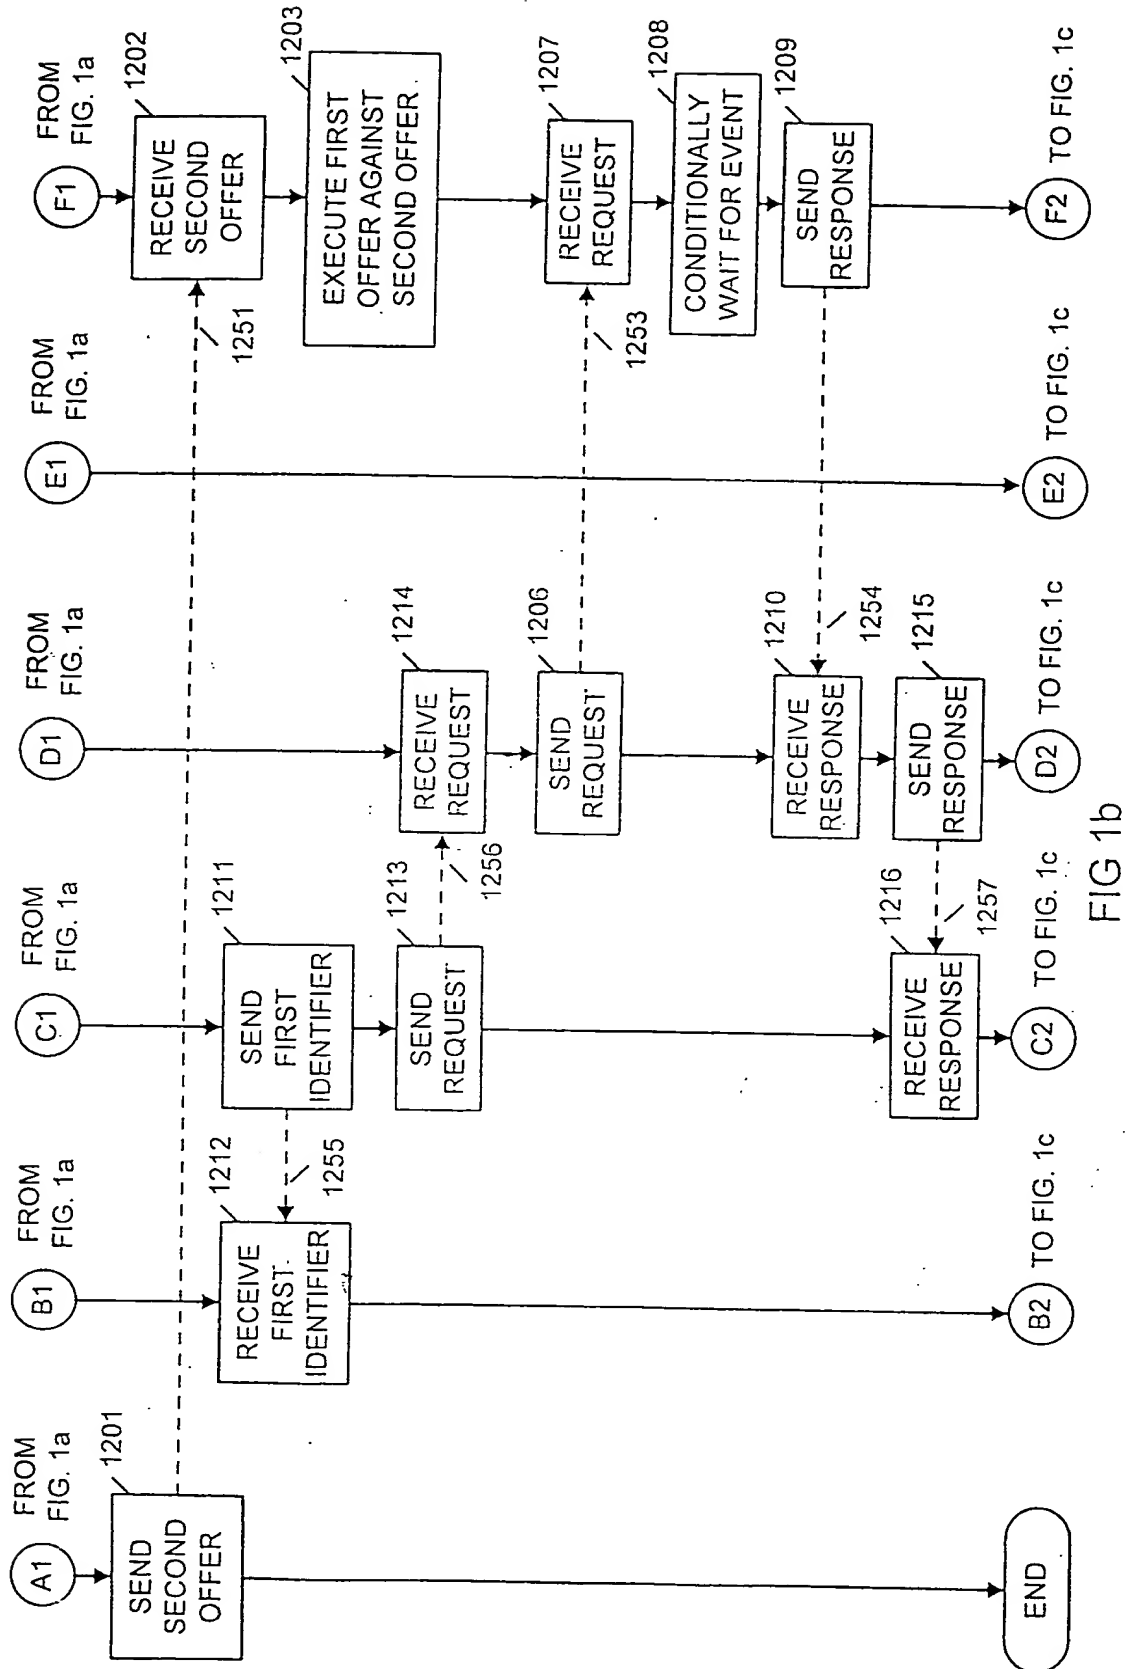 A1
FROM
FIG. 1a
B1
FROM
FIG. 1a
C1
FROM
FIG. 1a
D1
FROM
FIG. 1a
E1
FROM
FIG. 1a
F1
FROM
FIG. 1a
1201
SEND
SECOND
OFFER
1251
1202
RECEIVE
SECOND
OFFER
1203
EXECUTE FIRST
OFFER AGAINST
SECOND OFFER
1212
RECEIVE
FIRST
IDENTIFIER
1255
1211
SEND
FIRST
IDENTIFIER
1213
SEND
REQUEST
1256
1214
RECEIVE
REQUEST
1206
SEND
REQUEST
1253
1207
RECEIVE
REQUEST
1208
CONDITIONALLY
WAIT FOR EVENT
1209
SEND
RESPONSE
1254
1210
RECEIVE
RESPONSE
1215
SEND
RESPONSE
1257
1216
RECEIVE
RESPONSE
END
B2
TO FIG. 1c
C2
TO FIG. 1c
D2
TO FIG. 1c
E2
TO FIG. 1c
F2
TO FIG. 1c
FIG 1b